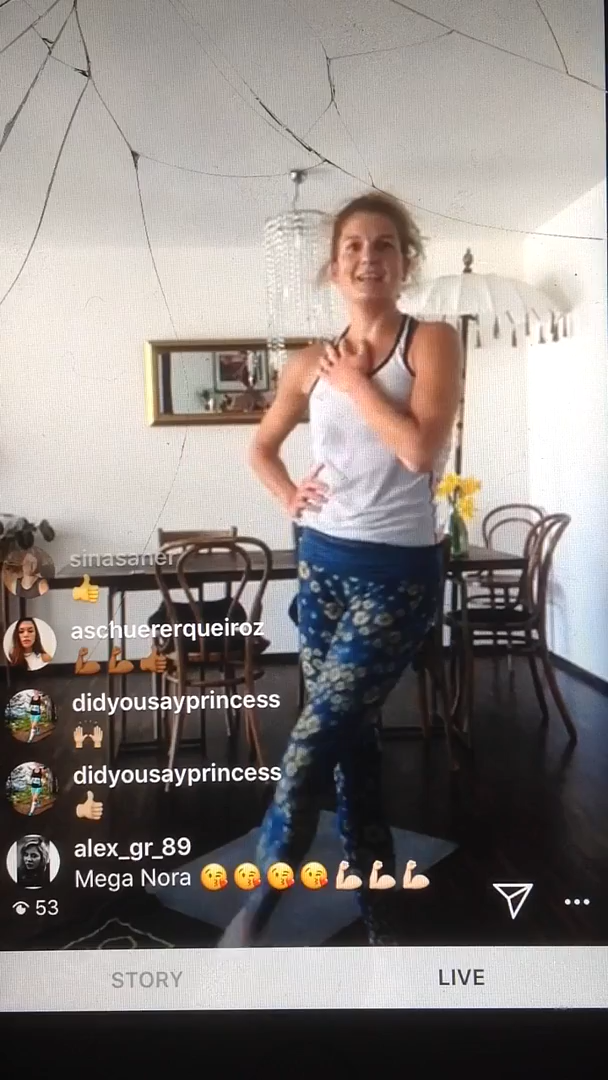 sinasaner
👍
aschuererqueiroz
💪🏾💪🏾👍🏾
didyousayprincess
🙌🏼
didyousayprincess
👍🏼
alex_gr_89
Mega Nora 😘😘😘😘💪🏻💪🏻💪🏻
53
STORY
LIVE